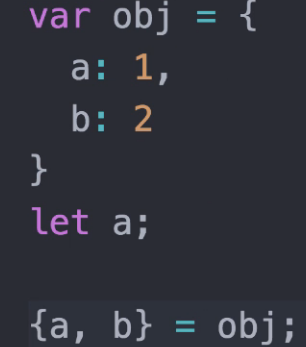 var obj = {
  a: 1,
  b: 2
}
let a;

{a, b} = obj;